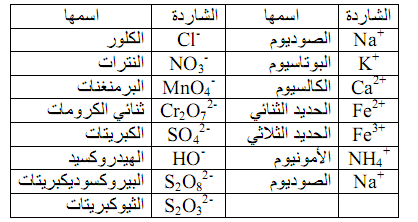 الشاردة اسمها الشاردة اسمها
Na⁺ الصوديوم Cl⁻ الكلور
K⁺ البوتاسيوم NO₃⁻ النترات
Ca²⁺ الكالسيوم MnO₄⁻ البرمنغنات
Fe²⁺ الحديد الثنائي Cr₂O₇²⁻ ثنائي الكرومات
Fe³⁺ الحديد الثلاثي SO₄²⁻ الكبريتات
NH₄⁺ الأمونيوم HO⁻ الهيدروكسيد
Na⁺ الصوديوم S₂O₈²⁻ البيروكسوديكبريتات
S₂O₃²⁻ الثيوكبريتات